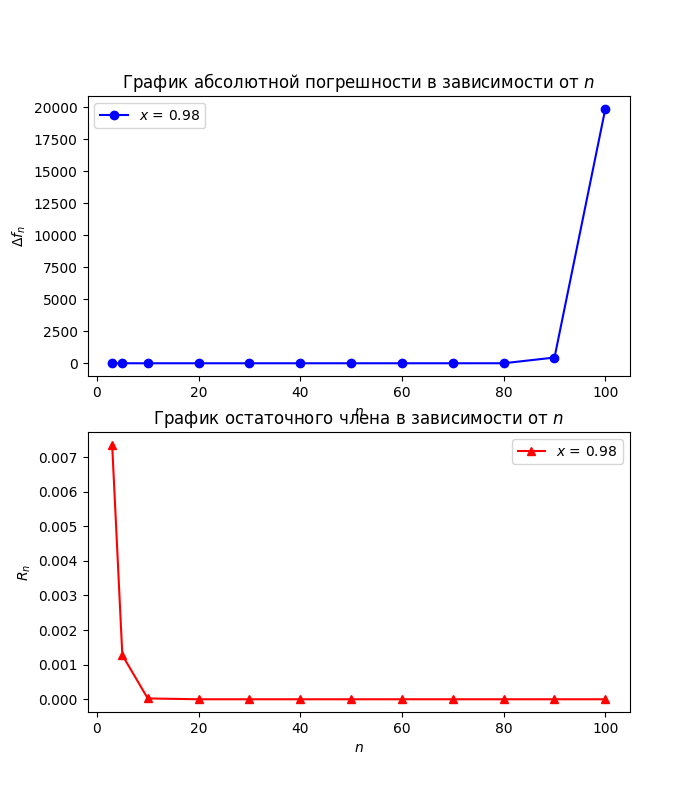 График абсолютной погрешности в зависимости от n
x = 0.98
Δfₙ
20000
17500
15000
12500
10000
7500
5000
2500
0
0 20 40 60 80 100
n
График остаточного члена в зависимости от n
x = 0.98
Rₙ
0.007
0.006
0.005
0.004
0.003
0.002
0.001
0.000
0 20 40 60 80 100
n